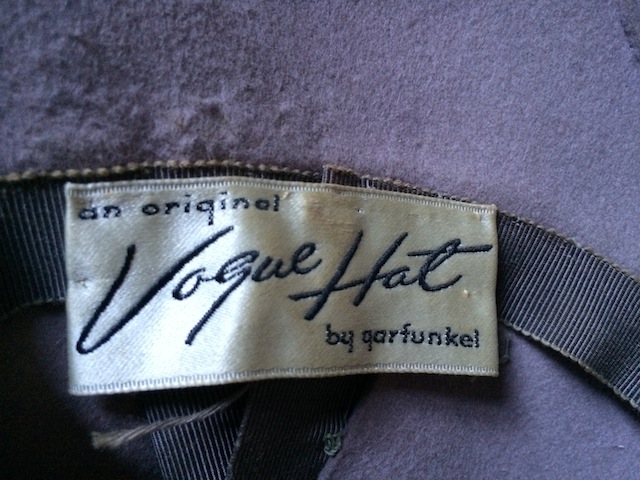 an original
Vogue Hat
by garfunkel